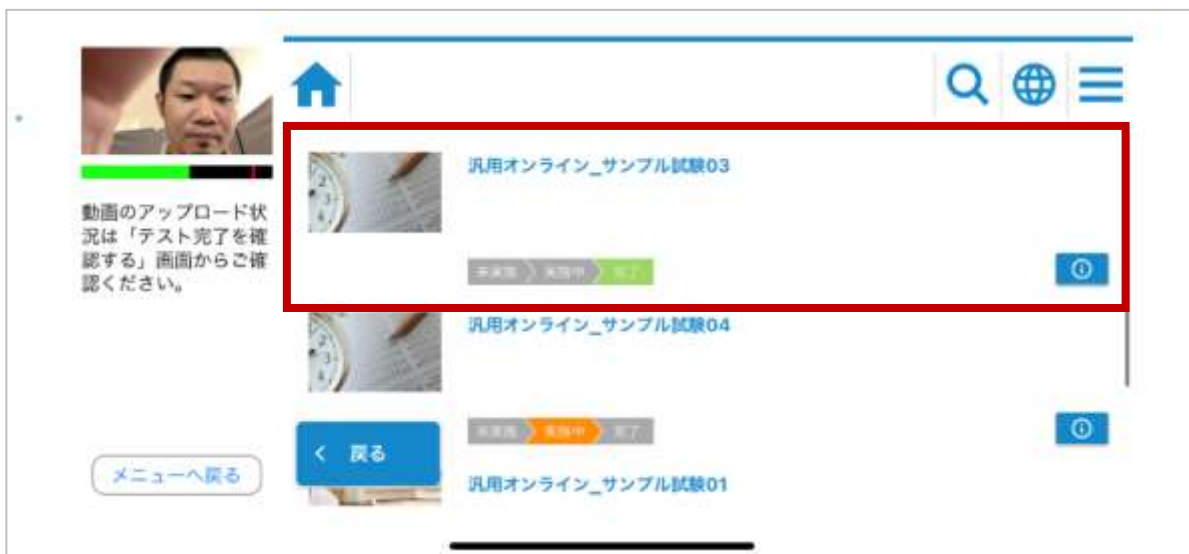 汎用オンライン_サンプル試験03
動画のアップロード状
況は「テスト完了を確
認する」画面からご確
認ください。
未実施 実施中 完了
汎用オンライン_サンプル試験04
未実施 実施中 完了
戻る
メニューへ戻る
汎用オンライン_サンプル試験01